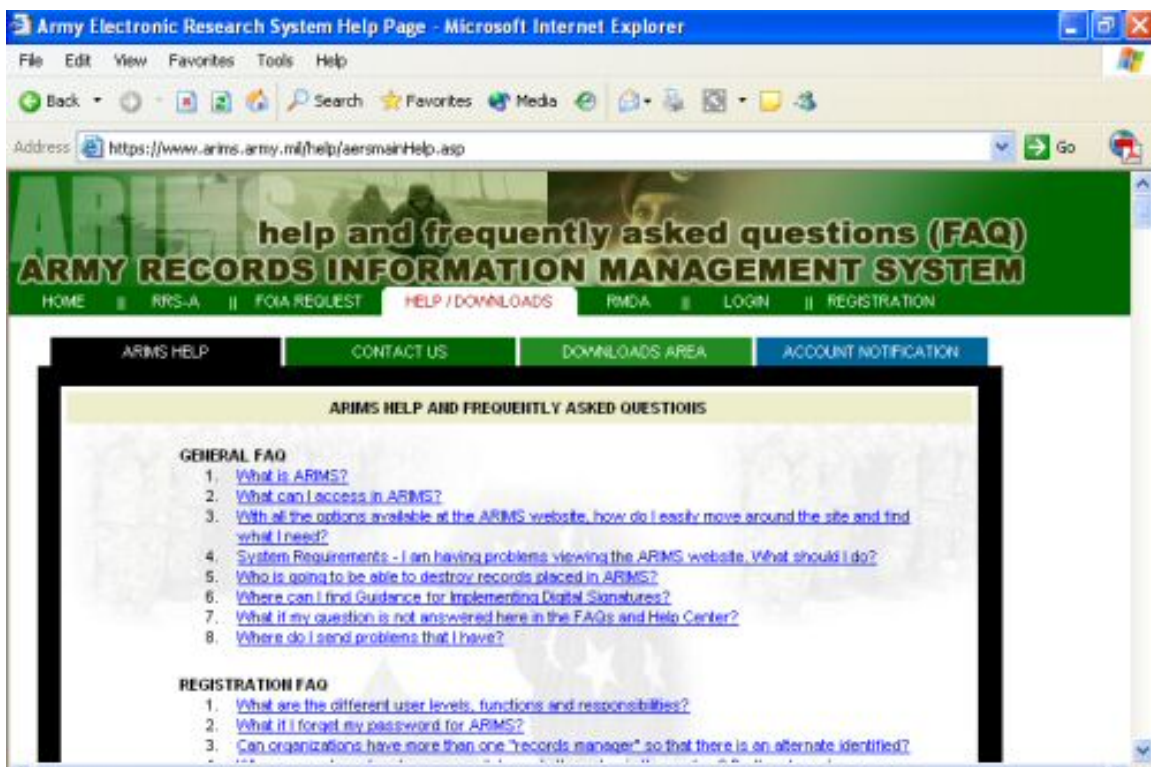 Army Electronic Research System Help Page - Microsoft Internet Explorer
File Edit View Favorites Tools Help
Back Search Favorites Media
Address https://www.arims.army.mil/help/aersmainHelp.asp Go
ARIMS
help and frequently asked questions (FAQ)
ARMY RECORDS INFORMATION MANAGEMENT SYSTEM
HOME || RRS-A || FOIA REQUEST HELP / DOWNLOADS RMDA || LOGIN || REGISTRATION
ARIMS HELP CONTACT US DOWNLOADS AREA ACCOUNT NOTIFICATION
ARIMS HELP AND FREQUENTLY ASKED QUESTIONS
GENERAL FAQ
1. What is ARIMS?
2. What can I access in ARIMS?
3. With all the options available at the ARIMS website, how do I easily move around the site and find
what I need?
4. System Requirements - I am having problems viewing the ARIMS website. What should I do?
5. Who is going to be able to destroy records placed in ARIMS?
6. Where can I find Guidance for Implementing Digital Signatures?
7. What if my question is not answered here in the FAQs and Help Center?
8. Where do I send problems that I have?
REGISTRATION FAQ
1. What are the different user levels, functions and responsibilities?
2. What if I forget my password for ARIMS?
3. Can organizations have more than one "records manager" so that there is an alternate identified?